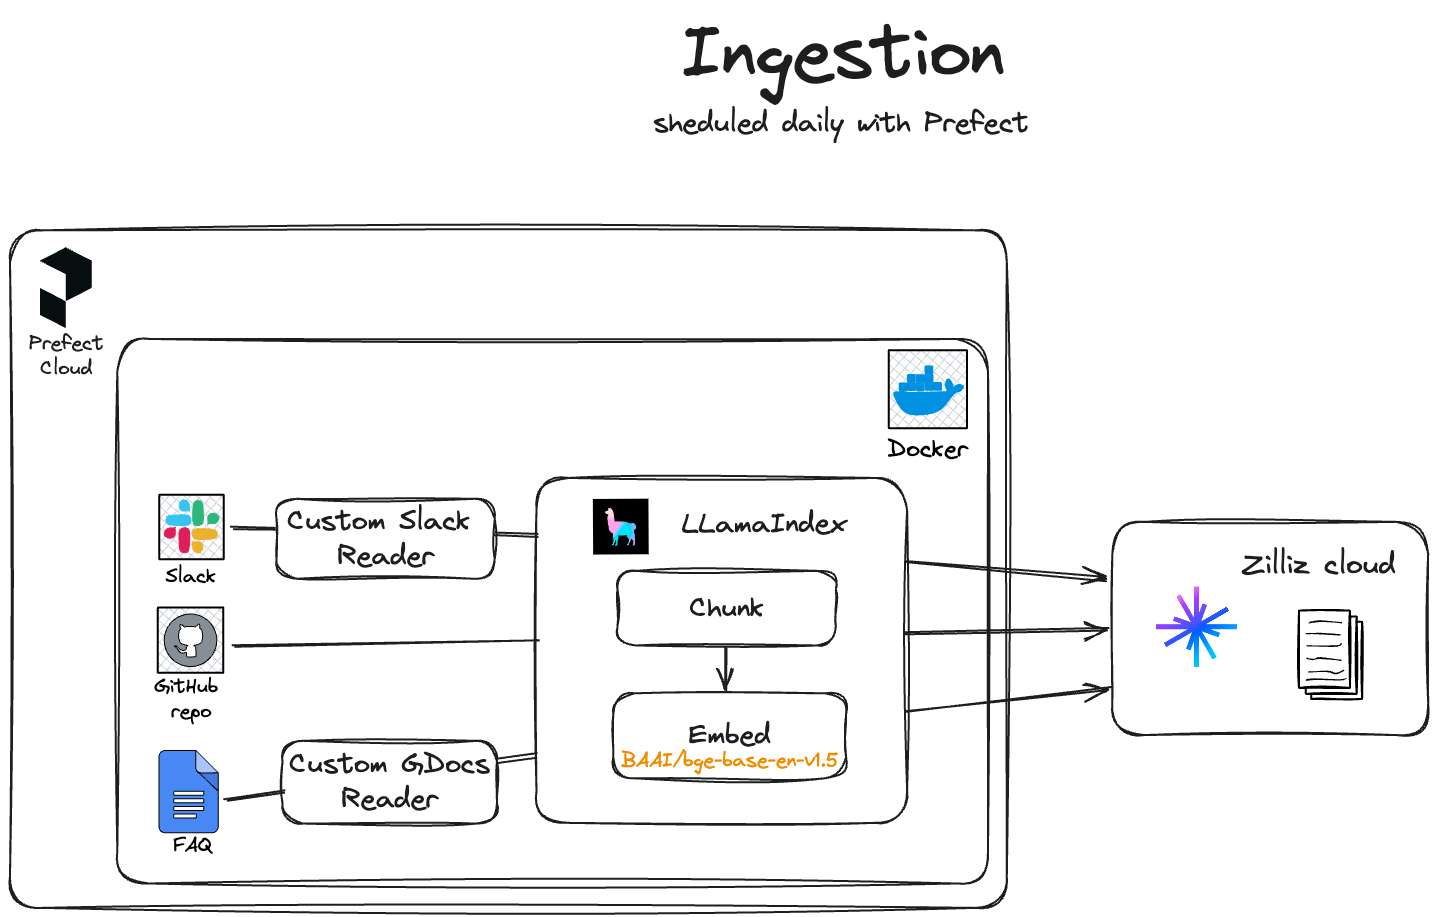 Ingestion
sheduled daily with Prefect
Prefect
Cloud
Docker
Slack
Custom Slack
Reader
GitHub
repo
FAQ
Custom GDocs
Reader
LLamaIndex
Chunk
Embed
BAAI/bge-base-en-v1.5
Zilliz cloud